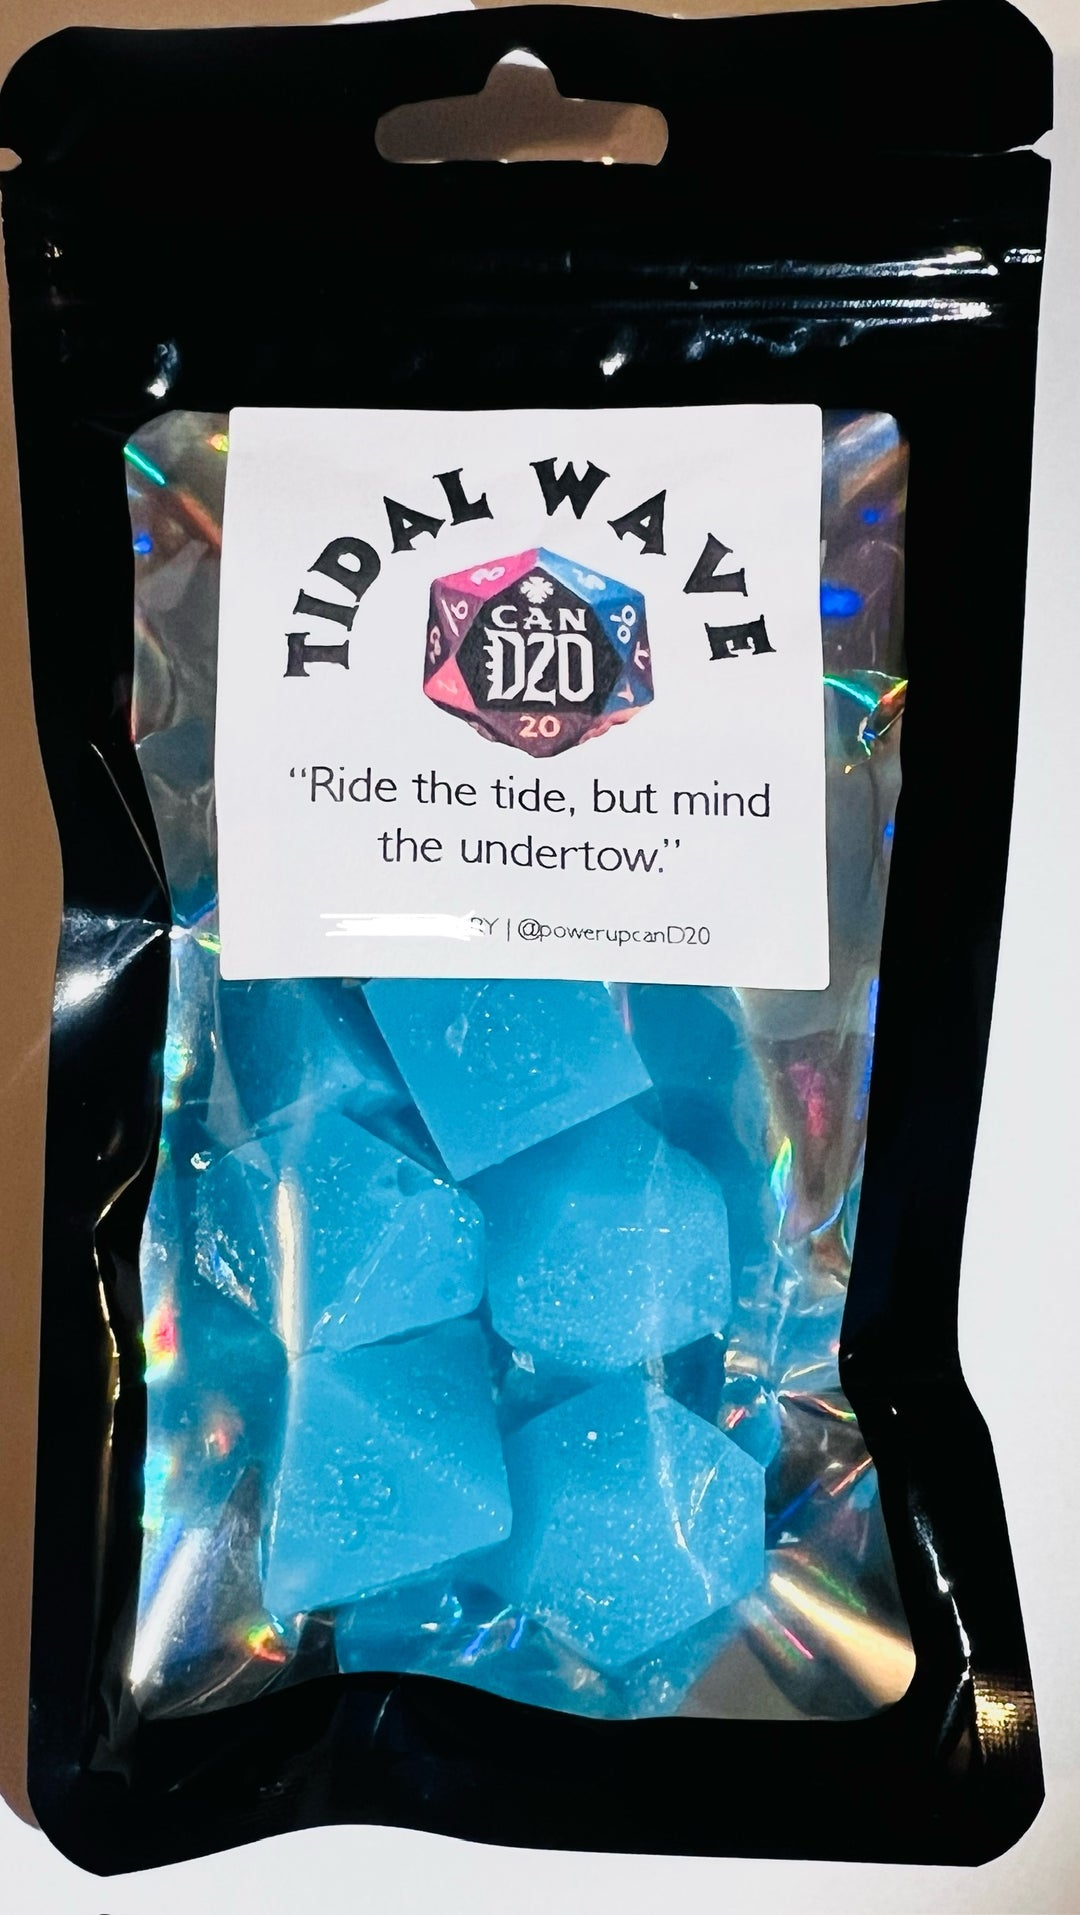 TIDAL WAVE
CAN
D20
20
“Ride the tide, but mind
the undertow.”
| @powerupcanD20